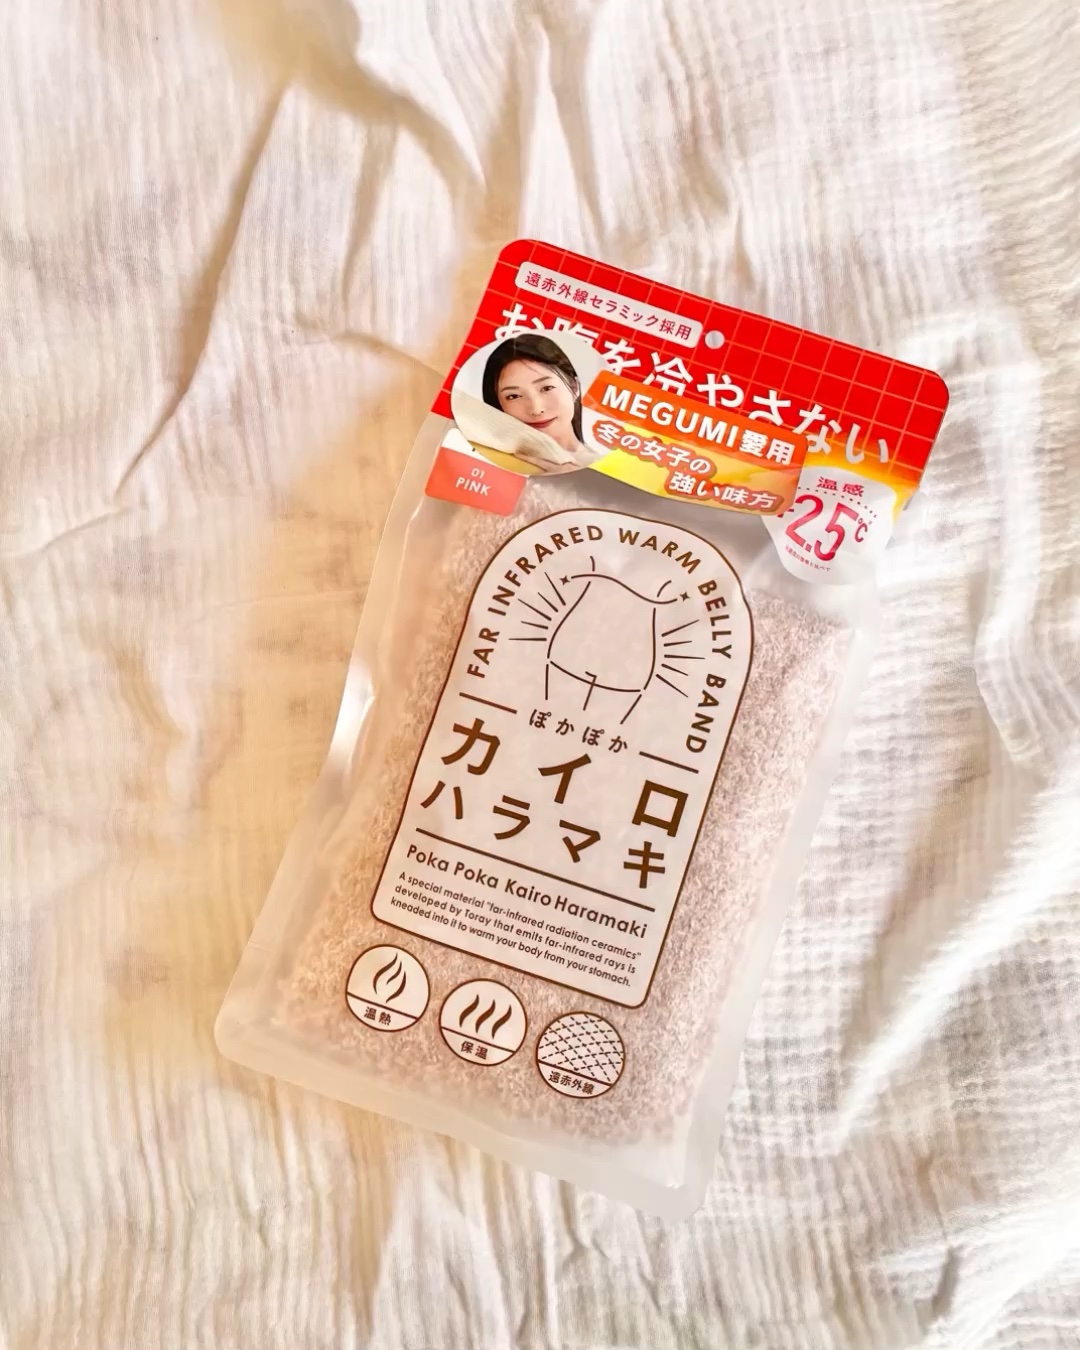 遠赤外線セラミック採用
お腹を冷やさない
MEGUMI愛用
冬の女子の
強い味方
01
PINK
温感
+2.5℃
FAR INFRARED WARM BELLY BAND
ぽかぽか
カイロ
ハラマキ
Poka Poka Kairo Haramaki
A special material "far-infrared radiation ceramics"
developed by Toray that emits far-infrared rays is
kneaded into it to warm your body from your stomach.
温熱
保温
遠赤外線